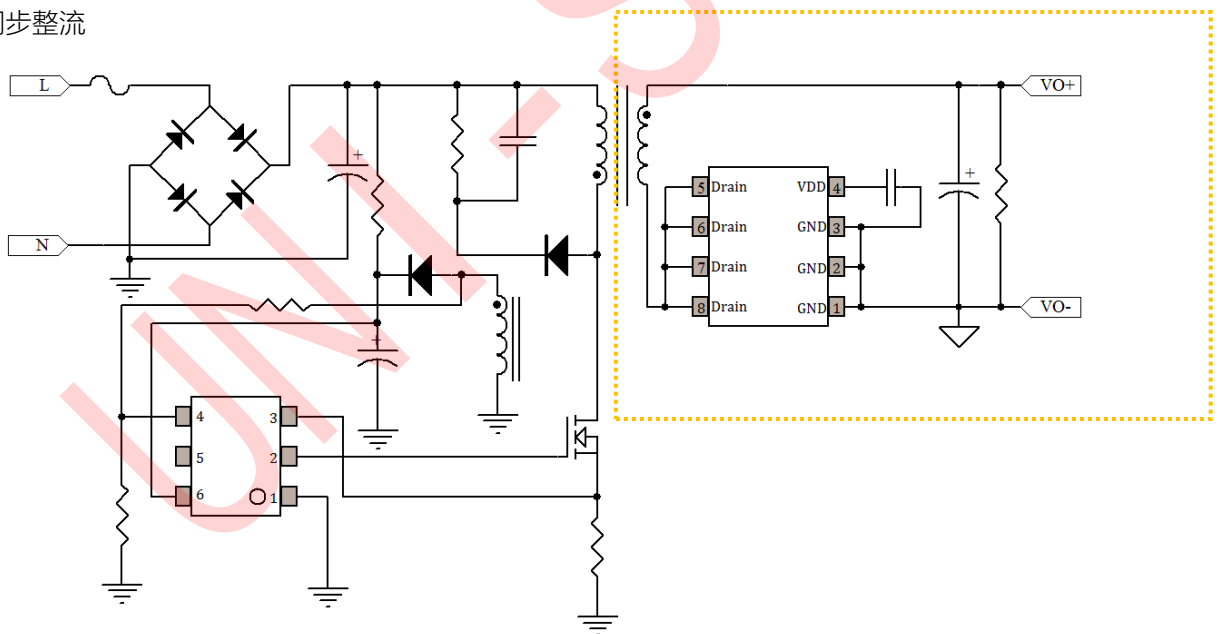 同步整流
L
N
VO+
VO-
5 Drain VDD 4
6 Drain GND 3
7 Drain GND 2
8 Drain GND 1
+
+
+
4 3
5 2
6 1
UNI-